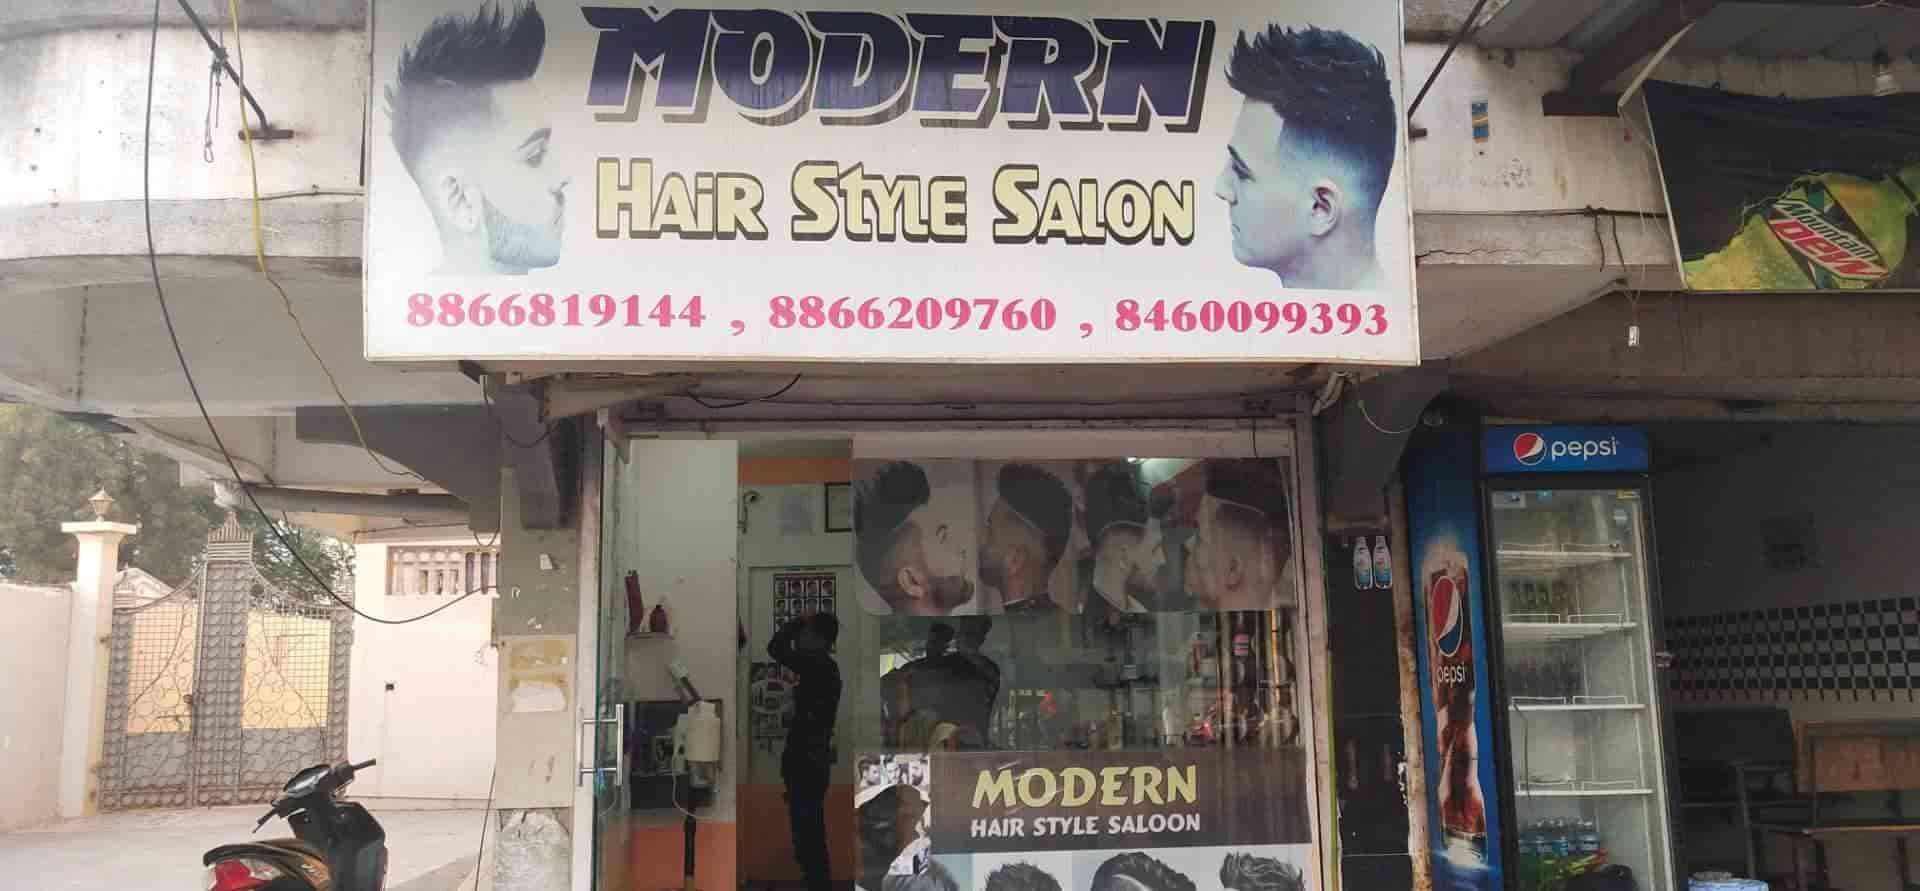 MODERN
HAiR StYLE SALON
8866819144 , 8866209760 , 8460099393
Mountain
DEW
pepsi
pepsi
MODERN
HAIR STYLE SALOON